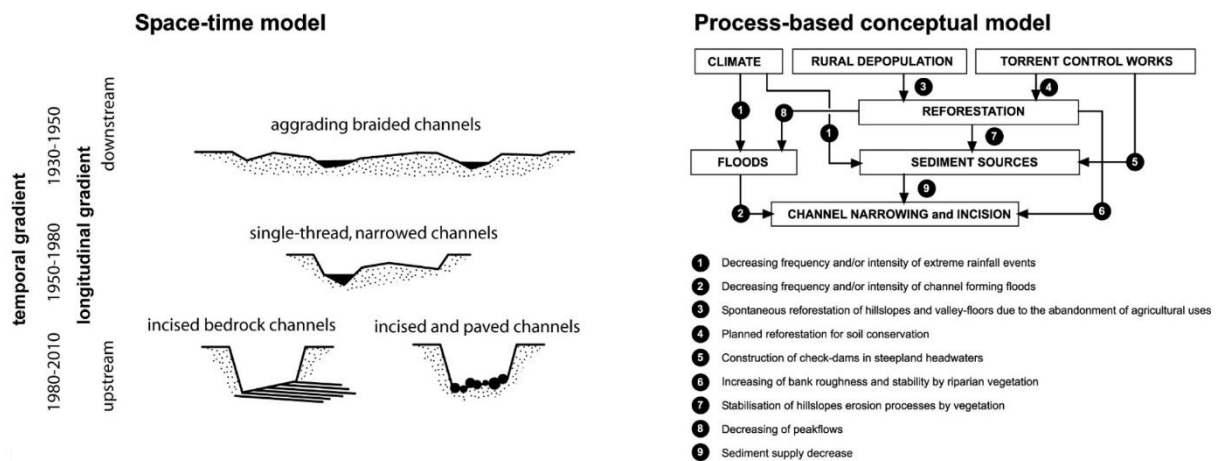 Space-time model
temporal gradient
longitudinal gradient
1930-1950
downstream
aggrading braided channels
1950-1980
single-thread, narrowed channels
1980-2010
upstream
incised bedrock channels
incised and paved channels
Process-based conceptual model
CLIMATE
RURAL DEPOPULATION
TORRENT CONTROL WORKS
1
3
4
8
REFORESTATION
1
7
FLOODS
SEDIMENT SOURCES
5
9
2
CHANNEL NARROWING and INCISION
6
1 Decreasing frequency and/or intensity of extreme rainfall events
2 Decreasing frequency and/or intensity of channel forming floods
3 Spontaneous reforestation of hillslopes and valley-floors due to the abandonment of agricultural uses
4 Planned reforestation for soil conservation
5 Construction of check-dams in steepland headwaters
6 Increasing of bank roughness and stability by riparian vegetation
7 Stabilisation of hillslopes erosion processes by vegetation
8 Decreasing of peakflows
9 Sediment supply decrease